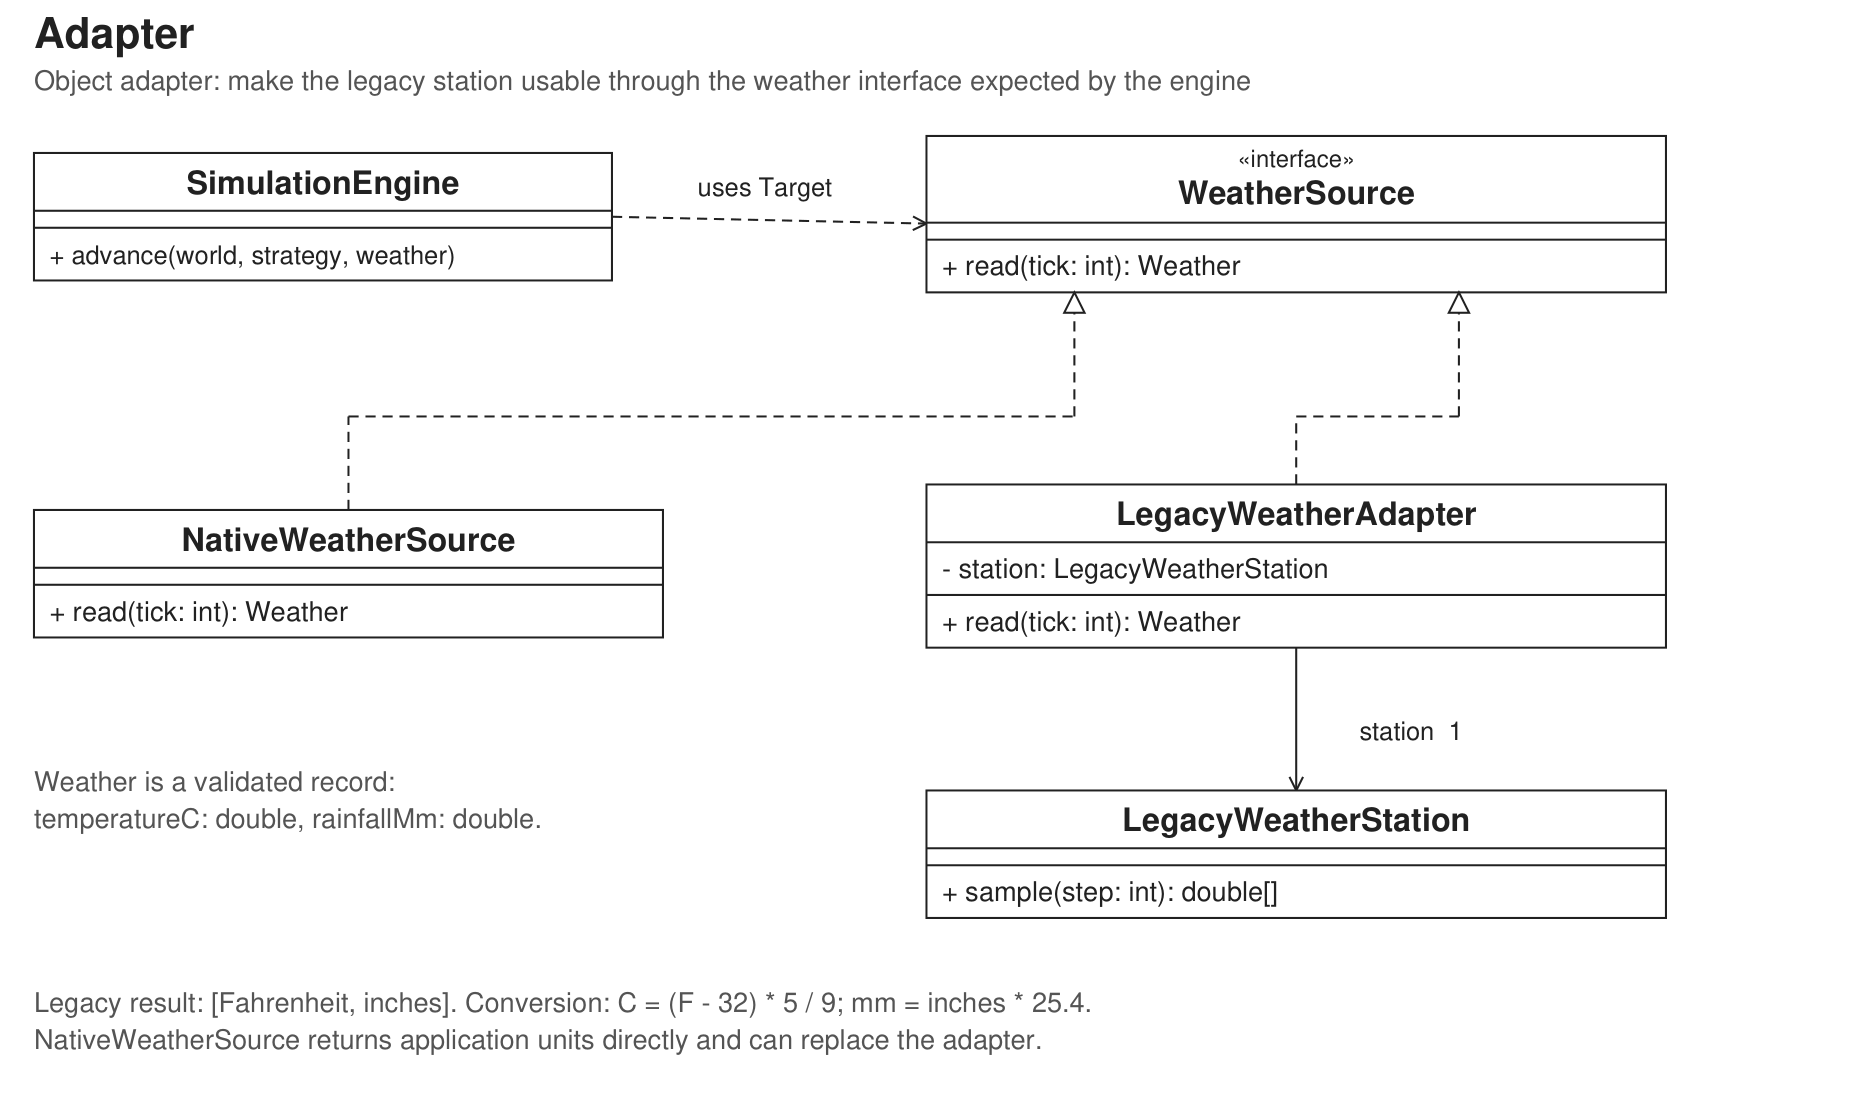 Adapter
Object adapter: make the legacy station usable through the weather interface expected by the engine
SimulationEngine
+ advance(world, strategy, weather)
uses Target
«interface»
WeatherSource
+ read(tick: int): Weather
NativeWeatherSource
+ read(tick: int): Weather
LegacyWeatherAdapter
- station: LegacyWeatherStation
+ read(tick: int): Weather
station 1
Weather is a validated record:
temperatureC: double, rainfallMm: double.
LegacyWeatherStation
+ sample(step: int): double[]
Legacy result: [Fahrenheit, inches]. Conversion: C = (F - 32) * 5 / 9; mm = inches * 25.4.
NativeWeatherSource returns application units directly and can replace the adapter.